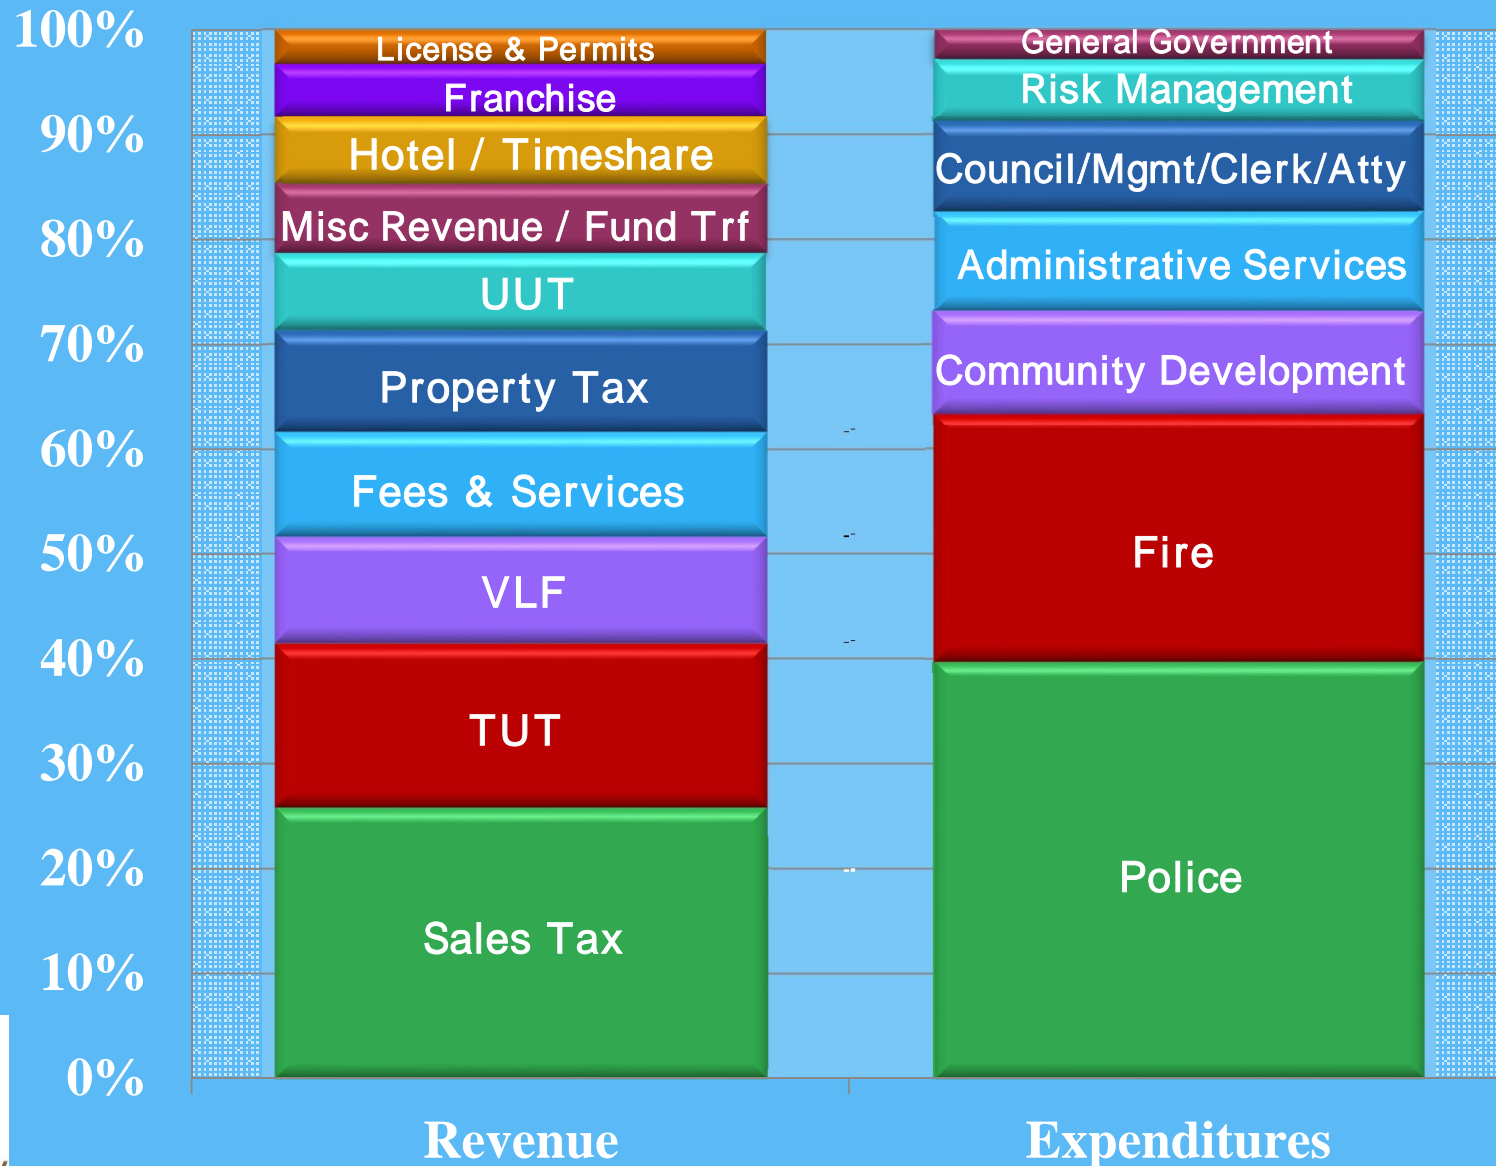 100%
90%
80%
70%
60%
50%
40%
30%
20%
10%
0%
License & Permits
Franchise
Hotel / Timeshare
Misc Revenue / Fund Trf
UUT
Property Tax
Fees & Services
VLF
TUT
Sales Tax
General Government
Risk Management
Council/Mgmt/Clerk/Atty
Administrative Services
Community Development
Fire
Police
Revenue
Expenditures